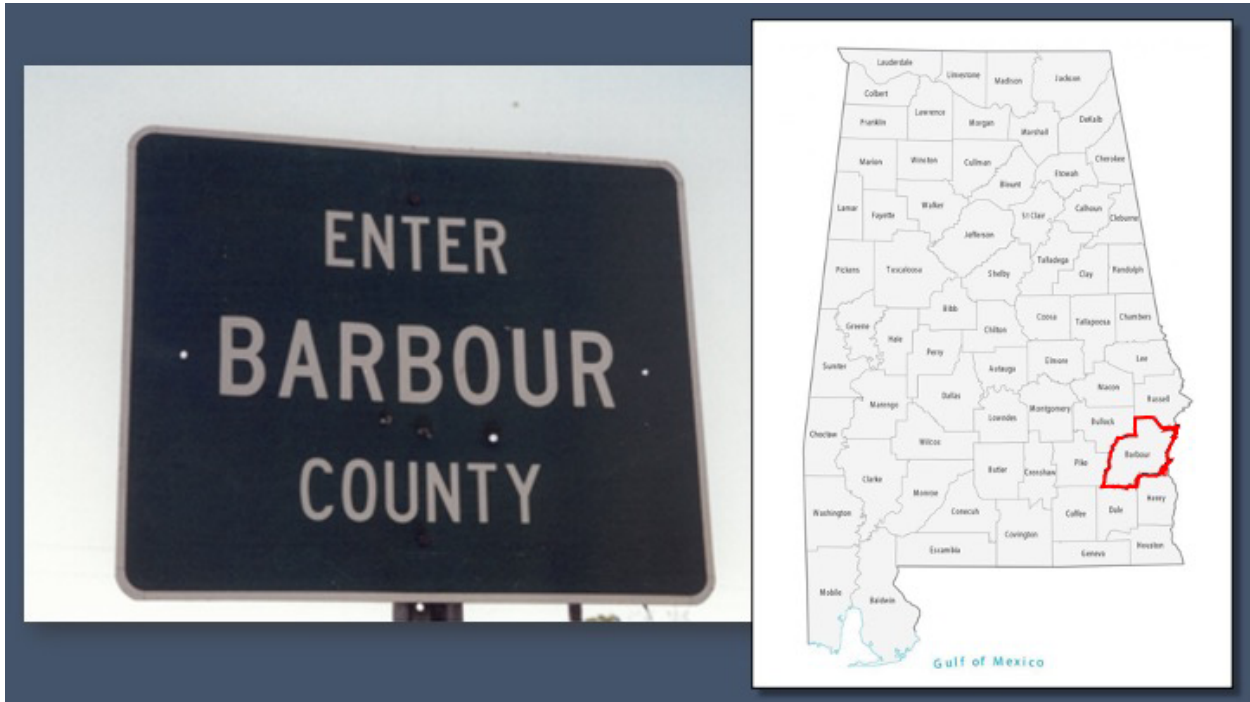 ENTER
BARBOUR
COUNTY
Lauderdale
Limestone
Madison
Jackson
Colbert
Lawrence
Franklin
Morgan
Marshall
DeKalb
Marion
Winston
Cullman
Cherokee
Blount
Etowah
Lamar
Fayette
Walker
St Clair
Calhoun
Cleburne
Jefferson
Pickens
Tuscaloosa
Talladega
Shelby
Clay
Randolph
Bibb
Greene
Hale
Chilton
Coosa
Tallapoosa
Chambers
Perry
Sumter
Autauga
Elmore
Lee
Macon
Russell
Marengo
Dallas
Lowndes
Montgomery
Bullock
Choctaw
Wilcox
Barbour
Pike
Clarke
Butler
Crenshaw
Monroe
Henry
Washington
Conecuh
Coffee
Dale
Covington
Escambia
Geneva
Houston
Mobile
Baldwin
Gulf of Mexico